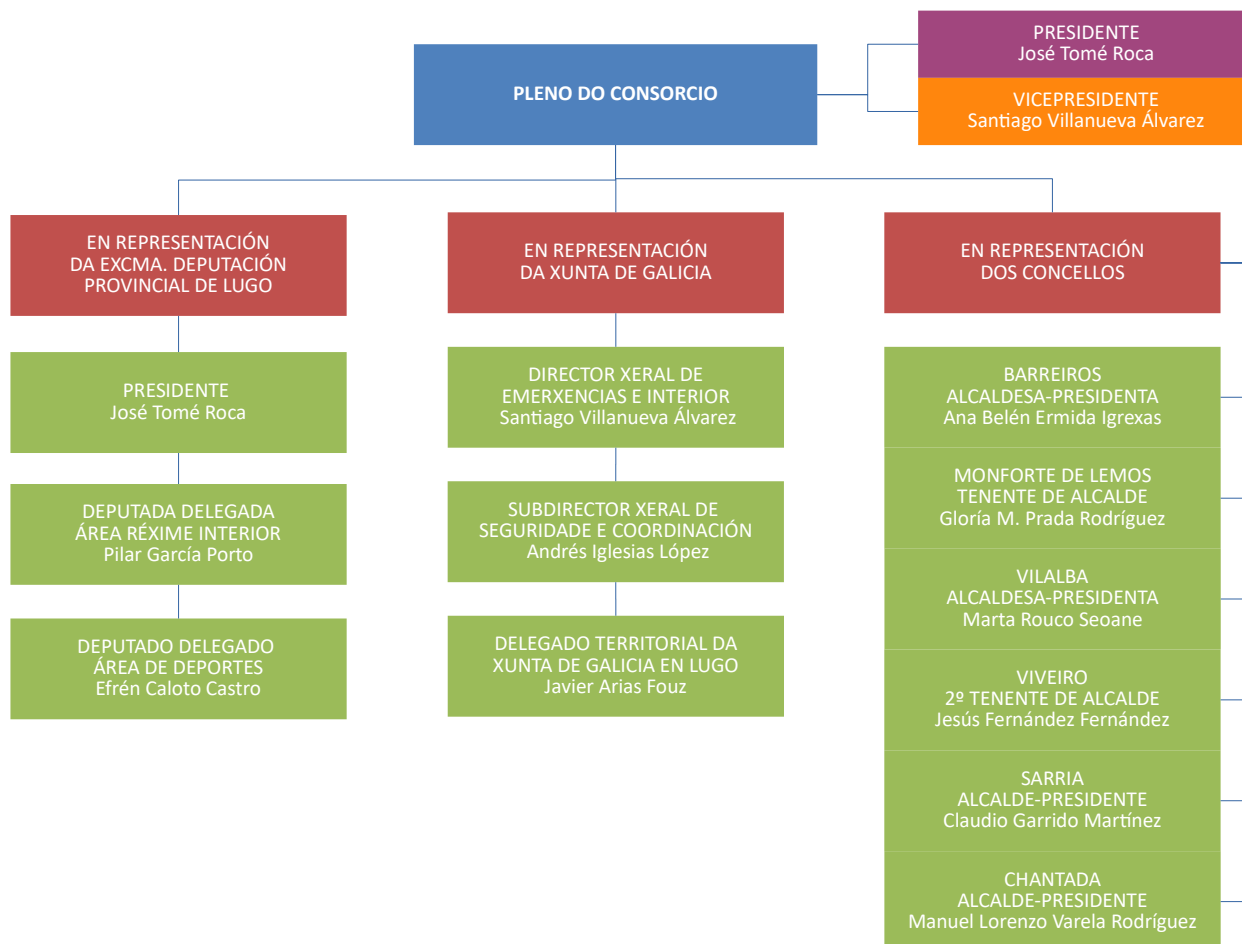 PLENO DO CONSORCIO
PRESIDENTE
José Tomé Roca
VICEPRESIDENTE
Santiago Villanueva Álvarez
EN REPRESENTACIÓN
DA EXCMA. DEPUTACIÓN
PROVINCIAL DE LUGO
PRESIDENTE
José Tomé Roca
DEPUTADA DELEGADA
ÁREA RÉXIME INTERIOR
Pilar García Porto
DEPUTADO DELEGADO
ÁREA DE DEPORTES
Efrén Caloto Castro
EN REPRESENTACIÓN
DA XUNTA DE GALICIA
DIRECTOR XERAL DE
EMERXENCIAS E INTERIOR
Santiago Villanueva Álvarez
SUBDIRECTOR XERAL DE
SEGURIDADE E COORDINACIÓN
Andrés Iglesias López
DELEGADO TERRITORIAL DA
XUNTA DE GALICIA EN LUGO
Javier Arias Fouz
EN REPRESENTACIÓN
DOS CONCELLOS
BARREIROS
ALCALDESA-PRESIDENTA
Ana Belén Ermida Igrexas
MONFORTE DE LEMOS
TENENTE DE ALCALDE
Gloría M. Prada Rodríguez
VILALBA
ALCALDESA-PRESIDENTA
Marta Rouco Seoane
VIVEIRO
2º TENENTE DE ALCALDE
Jesús Fernández Fernández
SARRIA
ALCALDE-PRESIDENTE
Claudio Garrido Martínez
CHANTADA
ALCALDE-PRESIDENTE
Manuel Lorenzo Varela Rodríguez